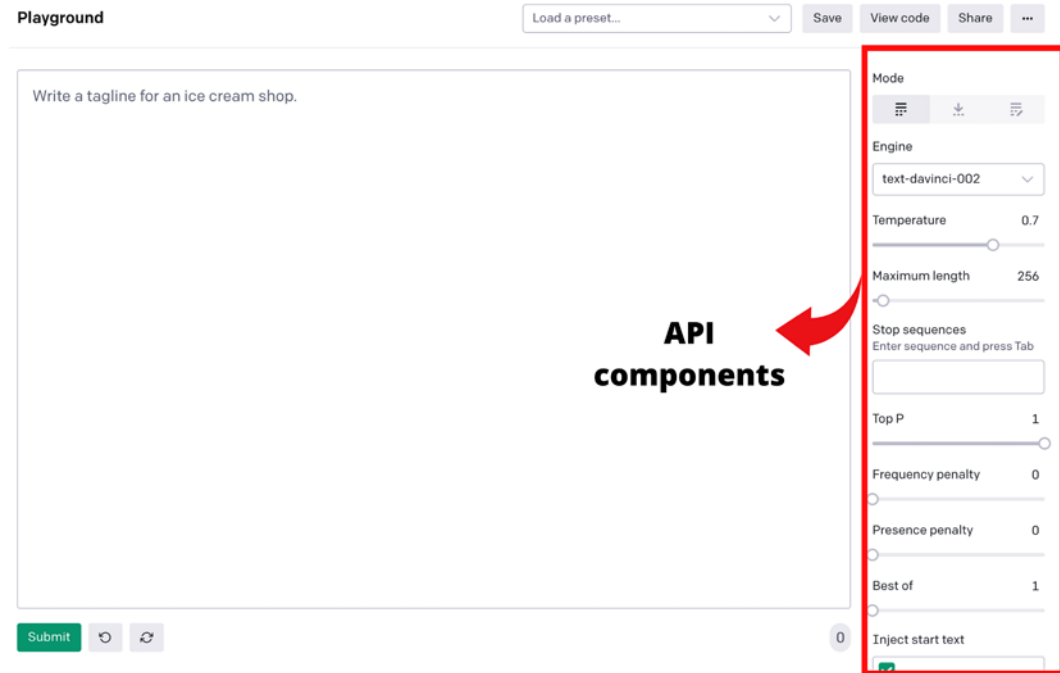 Playground
Load a preset...
Save
View code
Share
...
Write a tagline for an ice cream shop.
API
components
Mode
Engine
text-davinci-002
Temperature 0.7
Maximum length 256
Stop sequences
Enter sequence and press Tab
Top P 1
Frequency penalty 0
Presence penalty 0
Best of 1
Inject start text
Submit
0